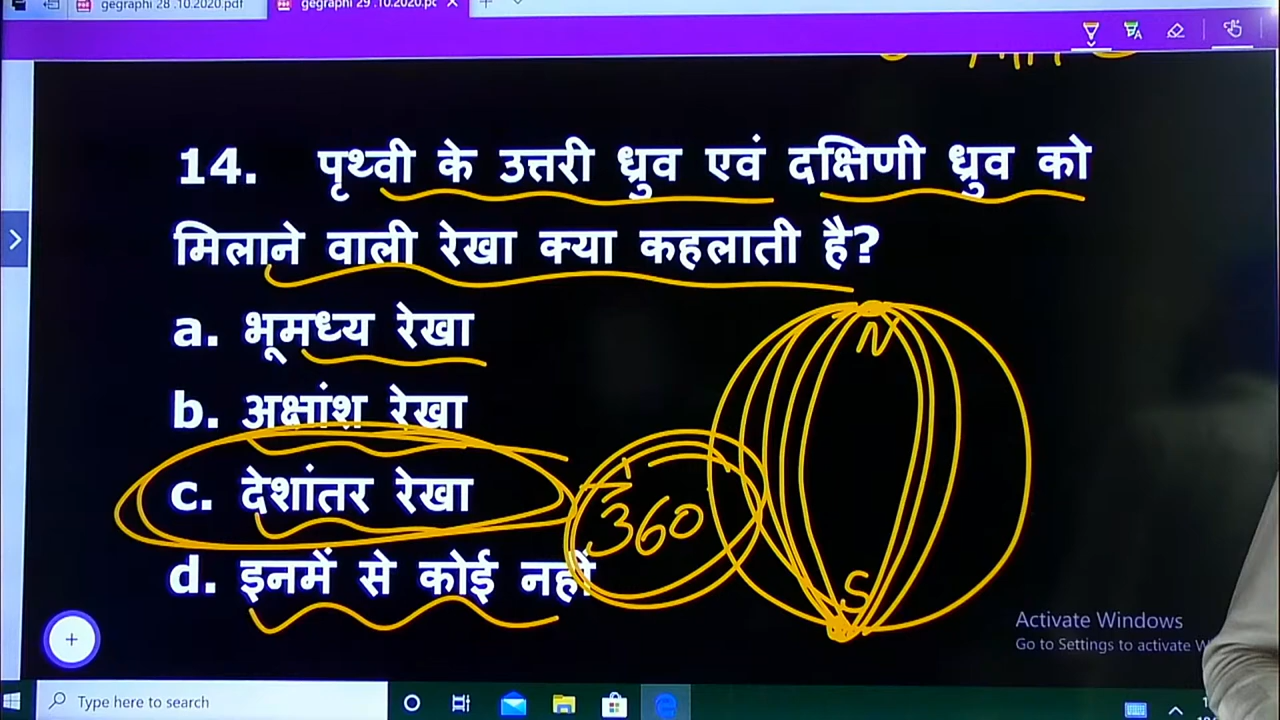 gegraphi 28 .10.2020.pdf
gegraphi 29 .10.2020.pc
14. पृथ्वी के उत्तरी ध्रुव एवं दक्षिणी ध्रुव को
मिलाने वाली रेखा क्या कहलाती है?
a. भूमध्य रेखा
b. अक्षांश रेखा
c. देशांतर रेखा
d. इनमें से कोई नहीं
N
360
S
Activate Windows
Go to Settings to activate W
Type here to search